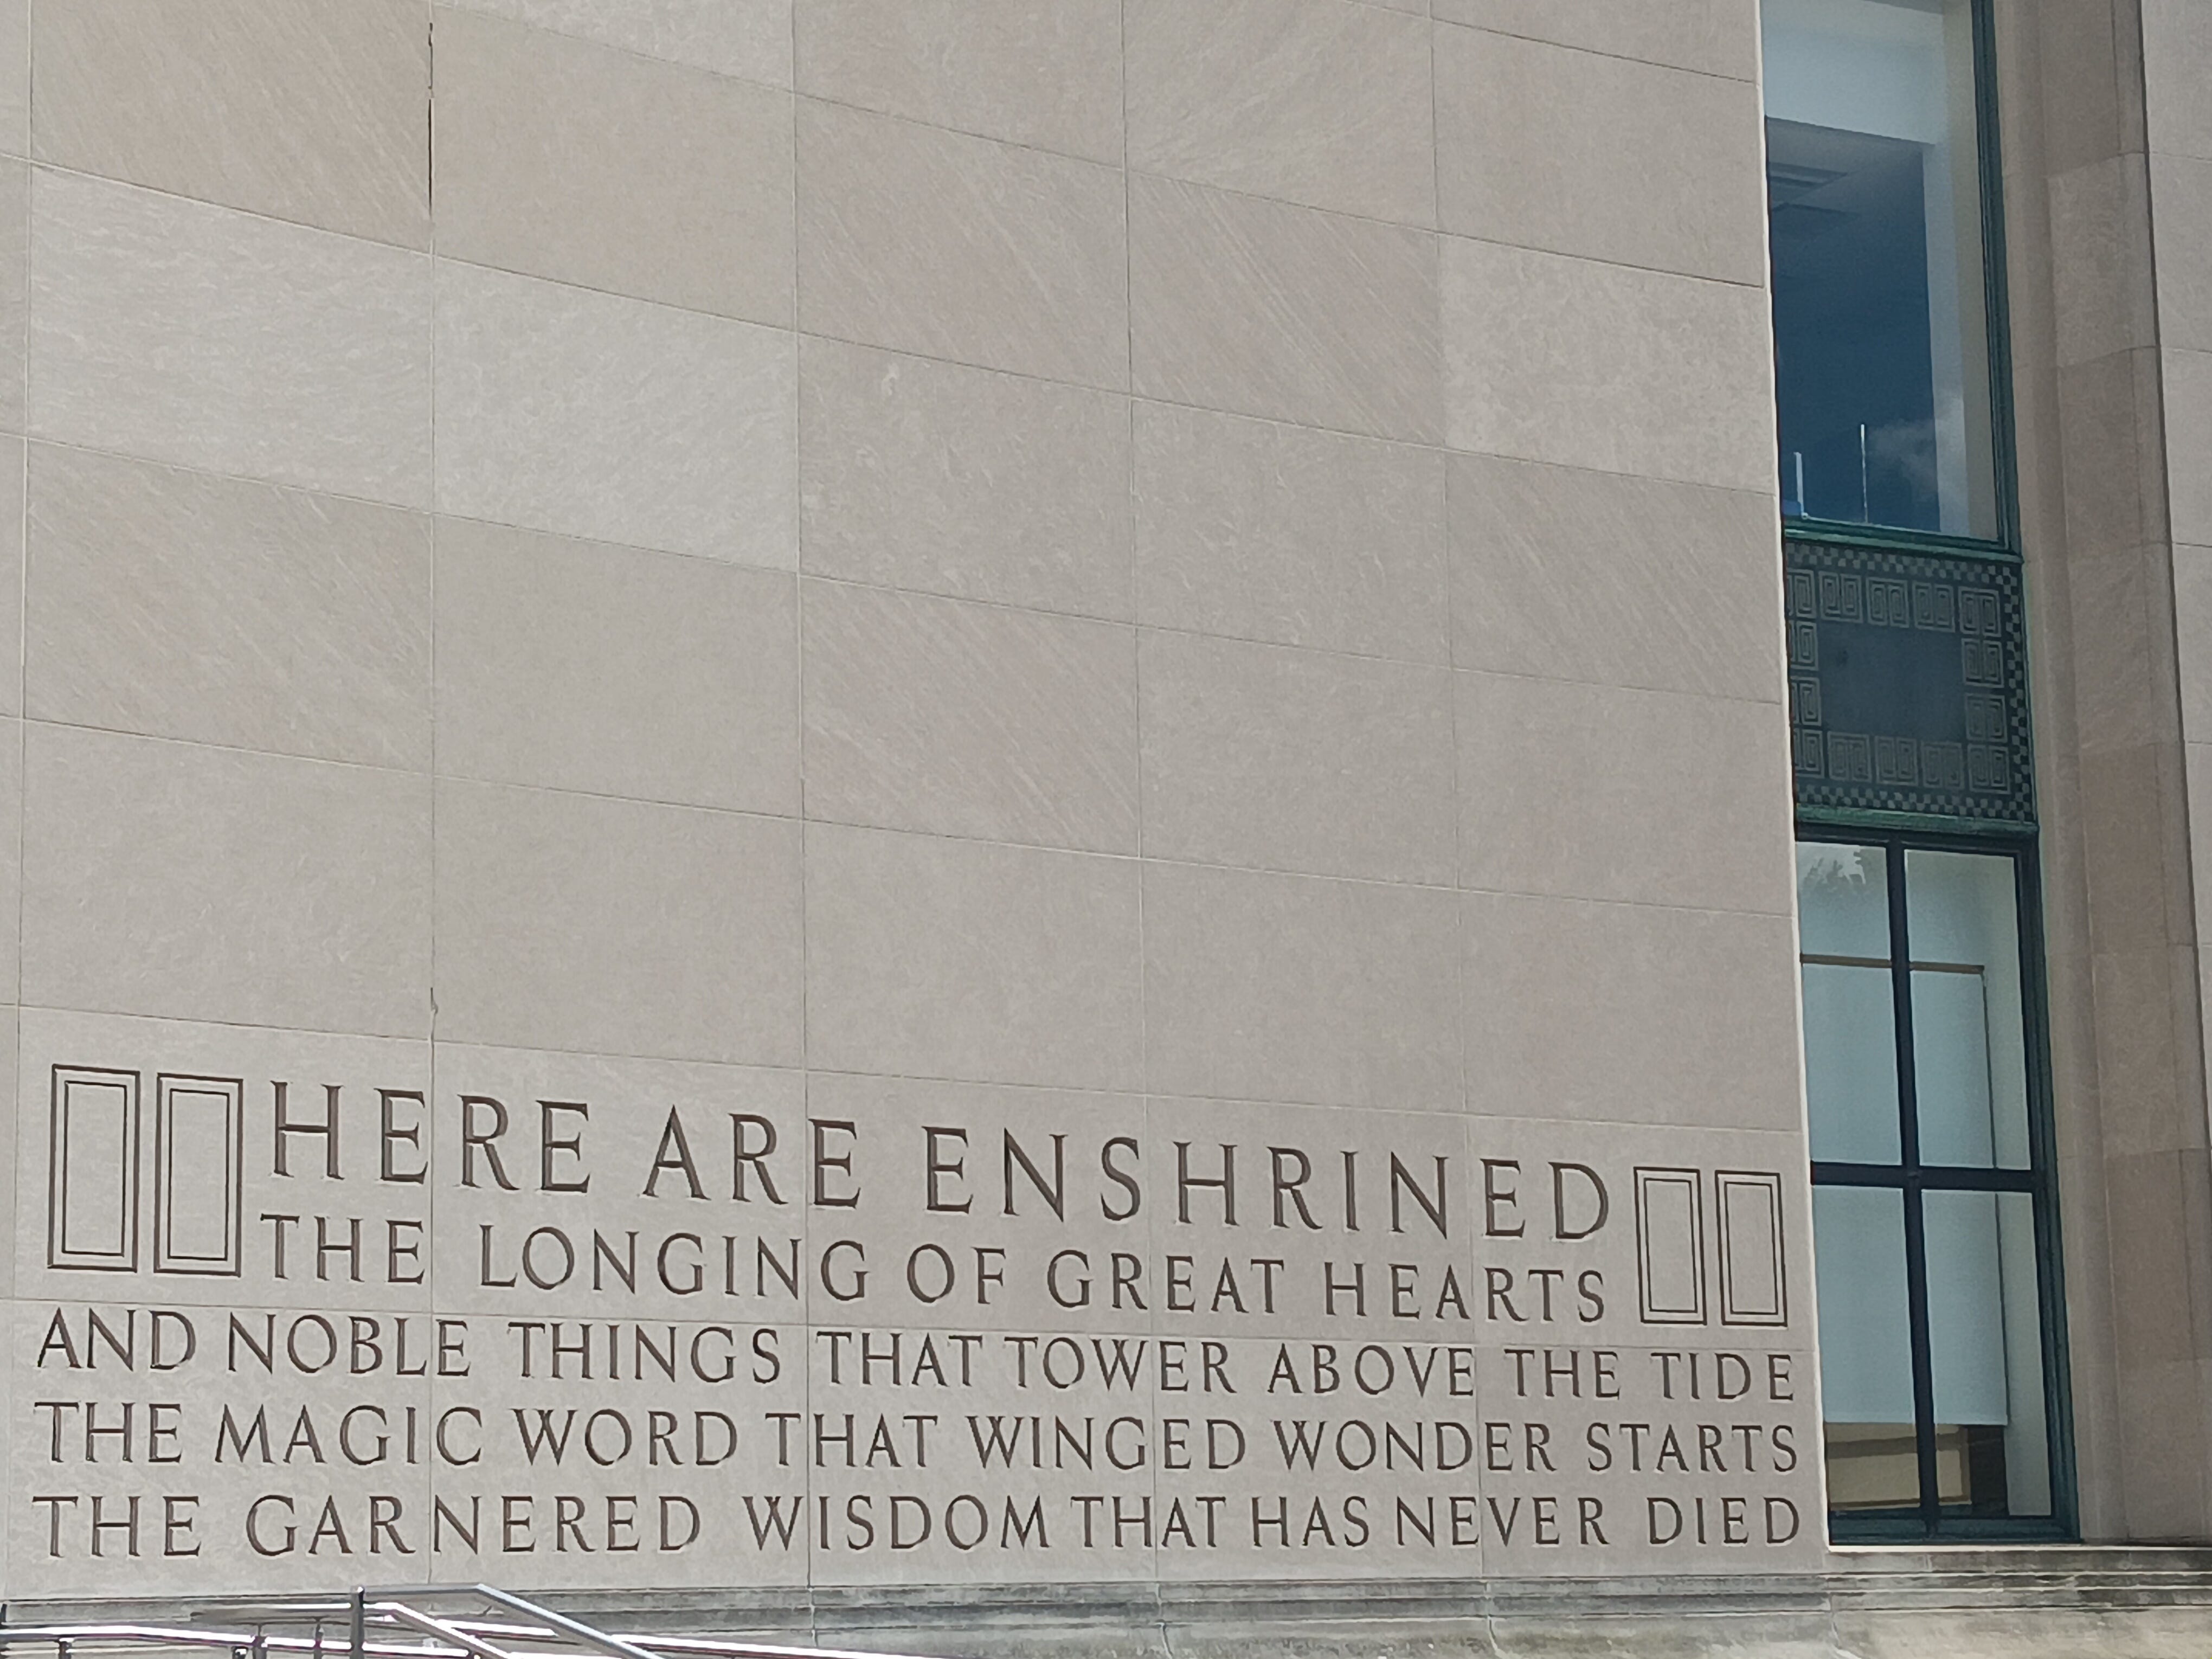 HERE ARE ENSHRINED
THE LONGING OF GREAT HEARTS
AND NOBLE THINGS THAT TOWER ABOVE THE TIDE
THE MAGIC WORD THAT WINGED WONDER STARTS
THE GARNERED WISDOM THAT HAS NEVER DIED